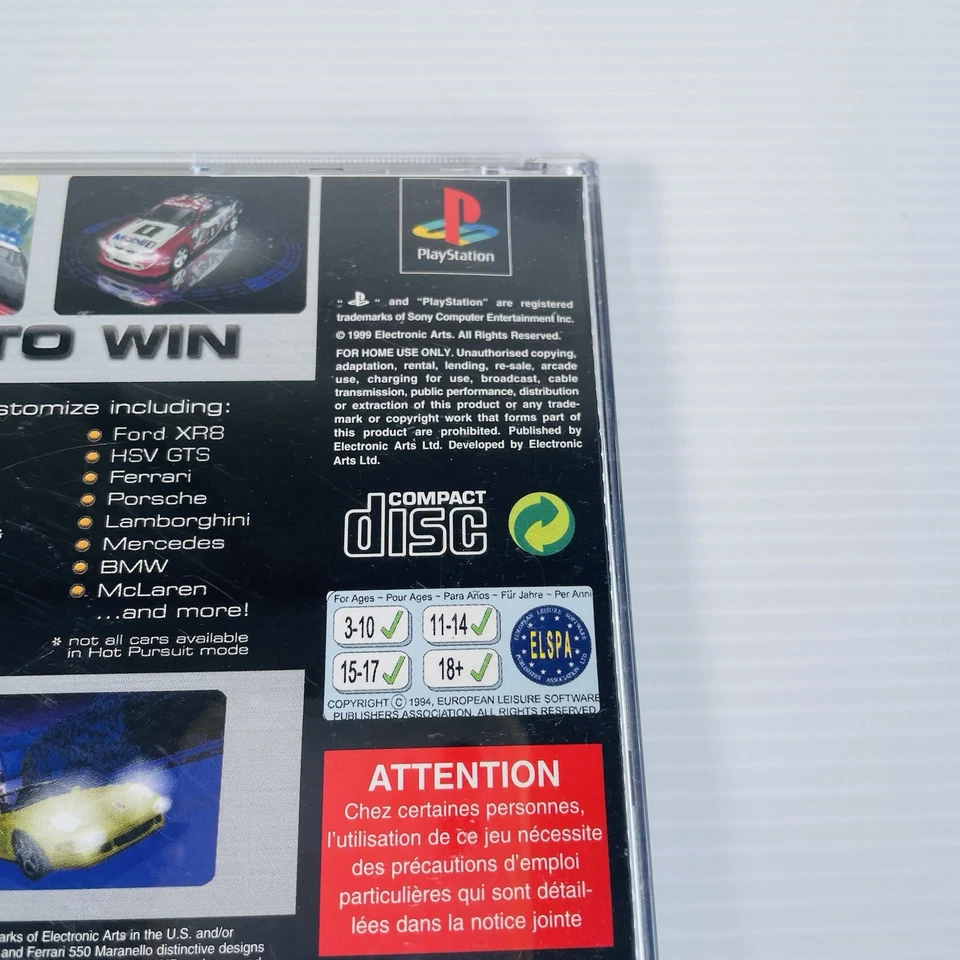 TO WIN
stomize including:
Ford XR8
HSV GTS
Ferrari
Porsche
Lamborghini
Mercedes
BMW
McLaren
...and more!
* not all cars available
in Hot Pursuit mode
arks of Electronic Arts in the U.S. and/or
and Ferrari 550 Maranello distinctive designs
Mobil 1
PlayStation
" " and "PlayStation" are registered
trademarks of Sony Computer Entertainment Inc.
© 1999 Electronic Arts. All Rights Reserved.
FOR HOME USE ONLY. Unauthorised copying,
adaptation, rental, lending, re-sale, arcade
use, charging for use, broadcast, cable
transmission, public performance, distribution
or extraction of this product or any trade-
mark or copyright work that forms part of
this product are prohibited. Published by
Electronic Arts Ltd. Developed by Electronic
Arts Ltd.
COMPACT
disc
For Ages ~ Pour Ages ~ Para Años ~ Für Jahre ~ Per Anni
3-10 11-14
15-17 18+
EUROPEAN LEISURE SOFTWARE
ELSPA
PUBLISHERS ASSOCIATION LTD
COPYRIGHT © 1994, EUROPEAN LEISURE SOFTWARE
PUBLISHERS ASSOCIATION. ALL RIGHTS RESERVED
ATTENTION
Chez certaines personnes,
l'utilisation de ce jeu nécessite
des précautions d'emploi
particulières qui sont détail-
lées dans la notice jointe